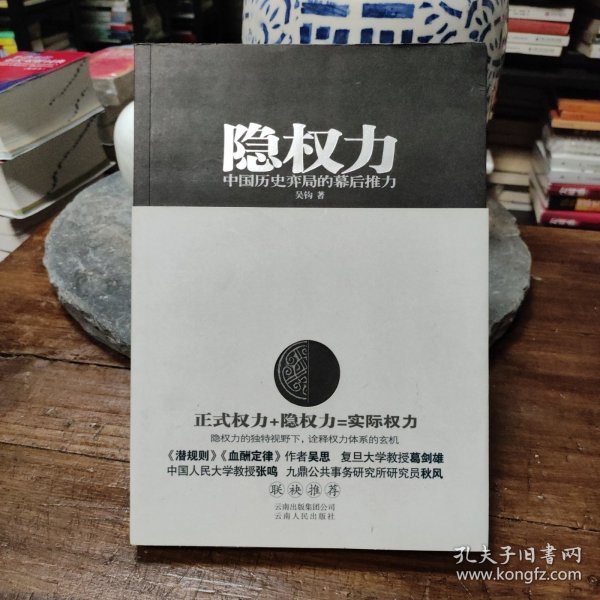 隐权力
中国历史弈局的幕后推力
吴钩 著
正式权力+隐权力=实际权力
隐权力的独特视野下，诠释权力体系的玄机
《潜规则》《血酬定律》作者吴思 复旦大学教授葛剑雄
中国人民大学教授张鸣 九鼎公共事务研究所研究员秋风
联袂推荐
云南出版集团公司
云南人民出版社
孔夫子旧书网
www.kongfz.com